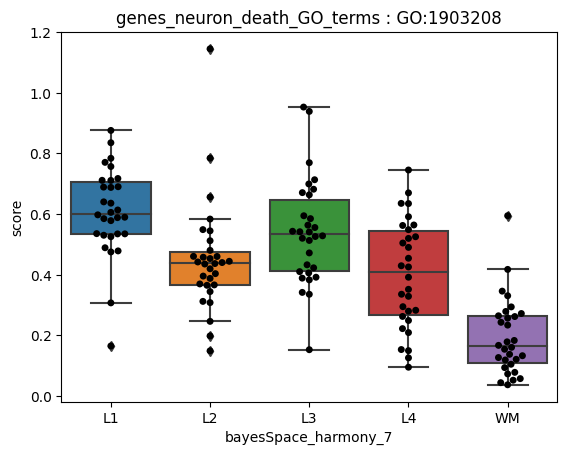 genes_neuron_death_GO_terms : GO:1903208
score
1.2
1.0
0.8
0.6
0.4
0.2
0.0
L1 L2 L3 L4 WM
bayesSpace_harmony_7